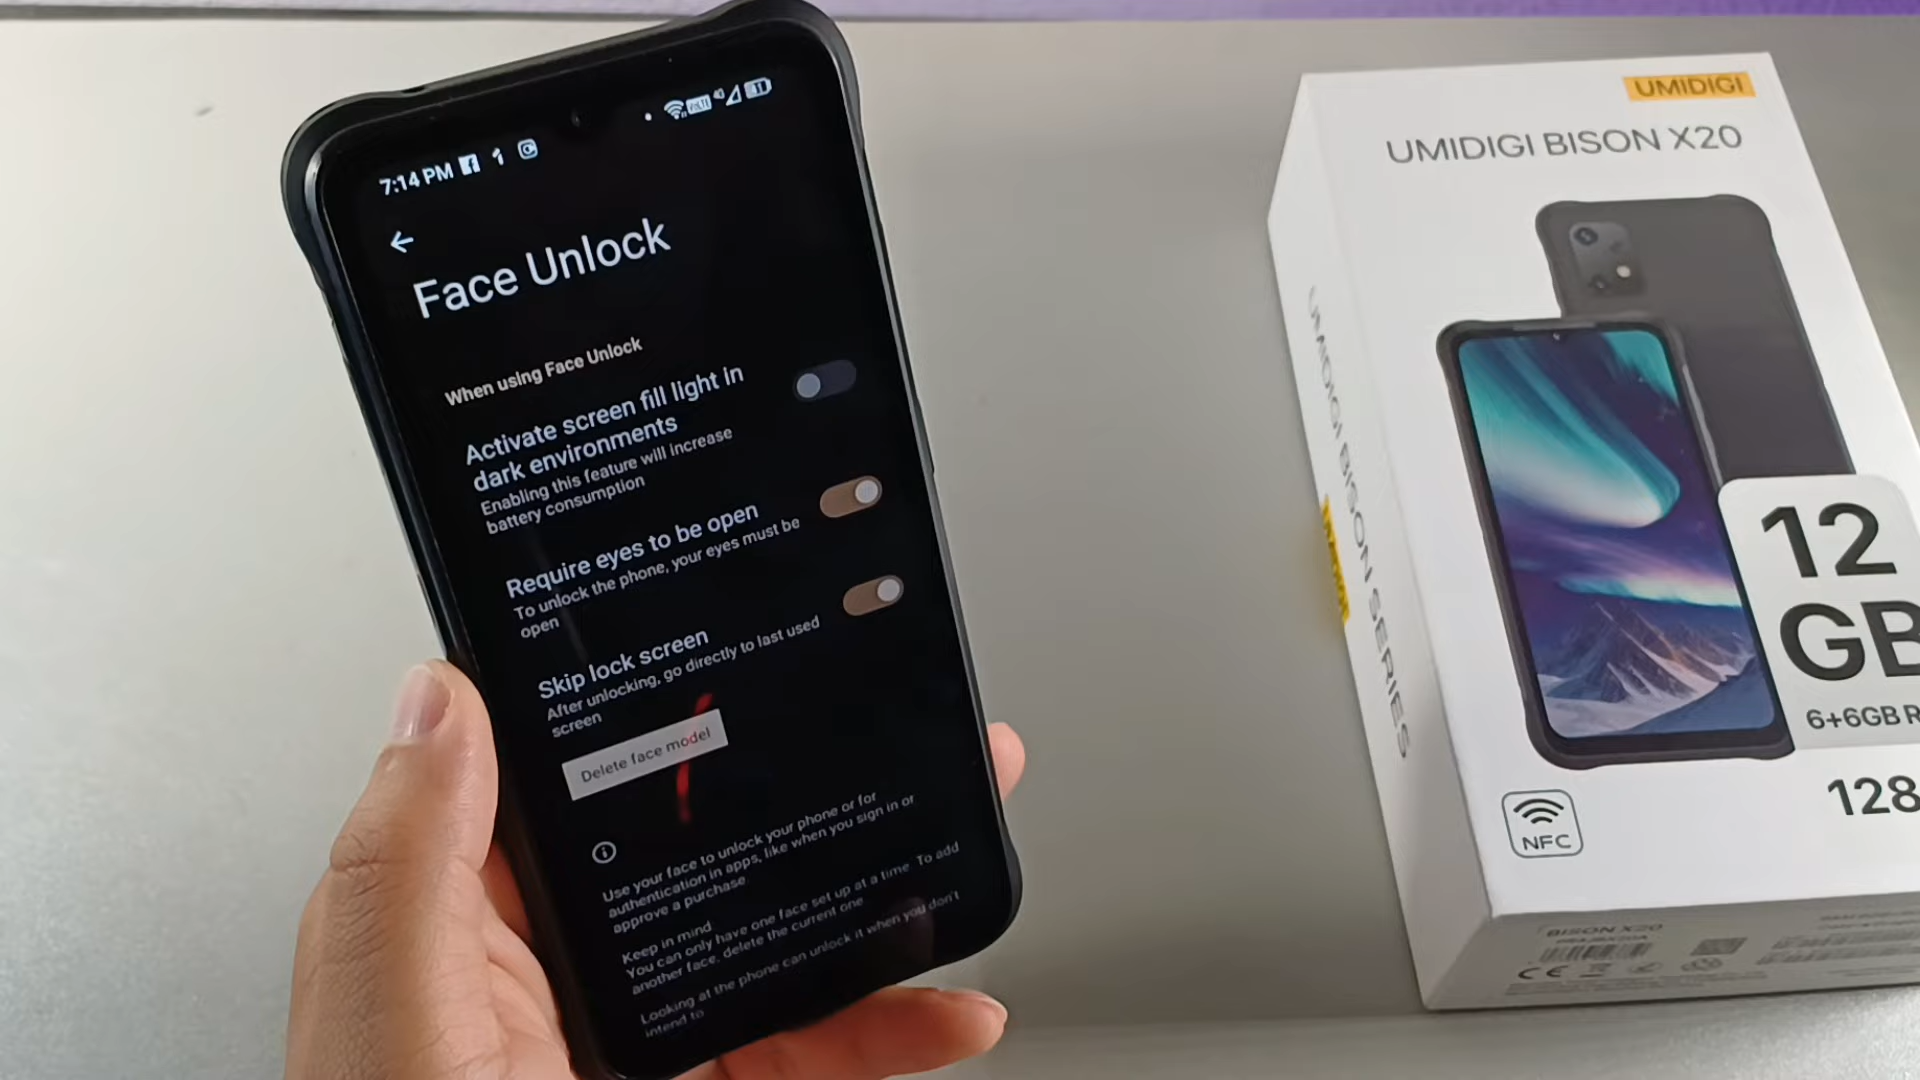 7:14 PM
Face Unlock
When using Face Unlock
Activate screen fill light in
dark environments
Enabling this feature will increase
battery consumption
Require eyes to be open
To unlock the phone, your eyes must be
open
Skip lock screen
After unlocking, go directly to last used
screen
Delete face model
Use your face to unlock your phone or for
authentication in apps, like when you sign in or
approve a purchase
Keep in mind
You can only have one face set up at a time. To add
another face, delete the current one
Looking at the phone can unlock it when you don't
intend to
UMIDIGI
UMIDIGI BISON X20
12
GB
6+6GB R
128
NFC
UMIDIGI BISON SERIES
BISON X20
CE